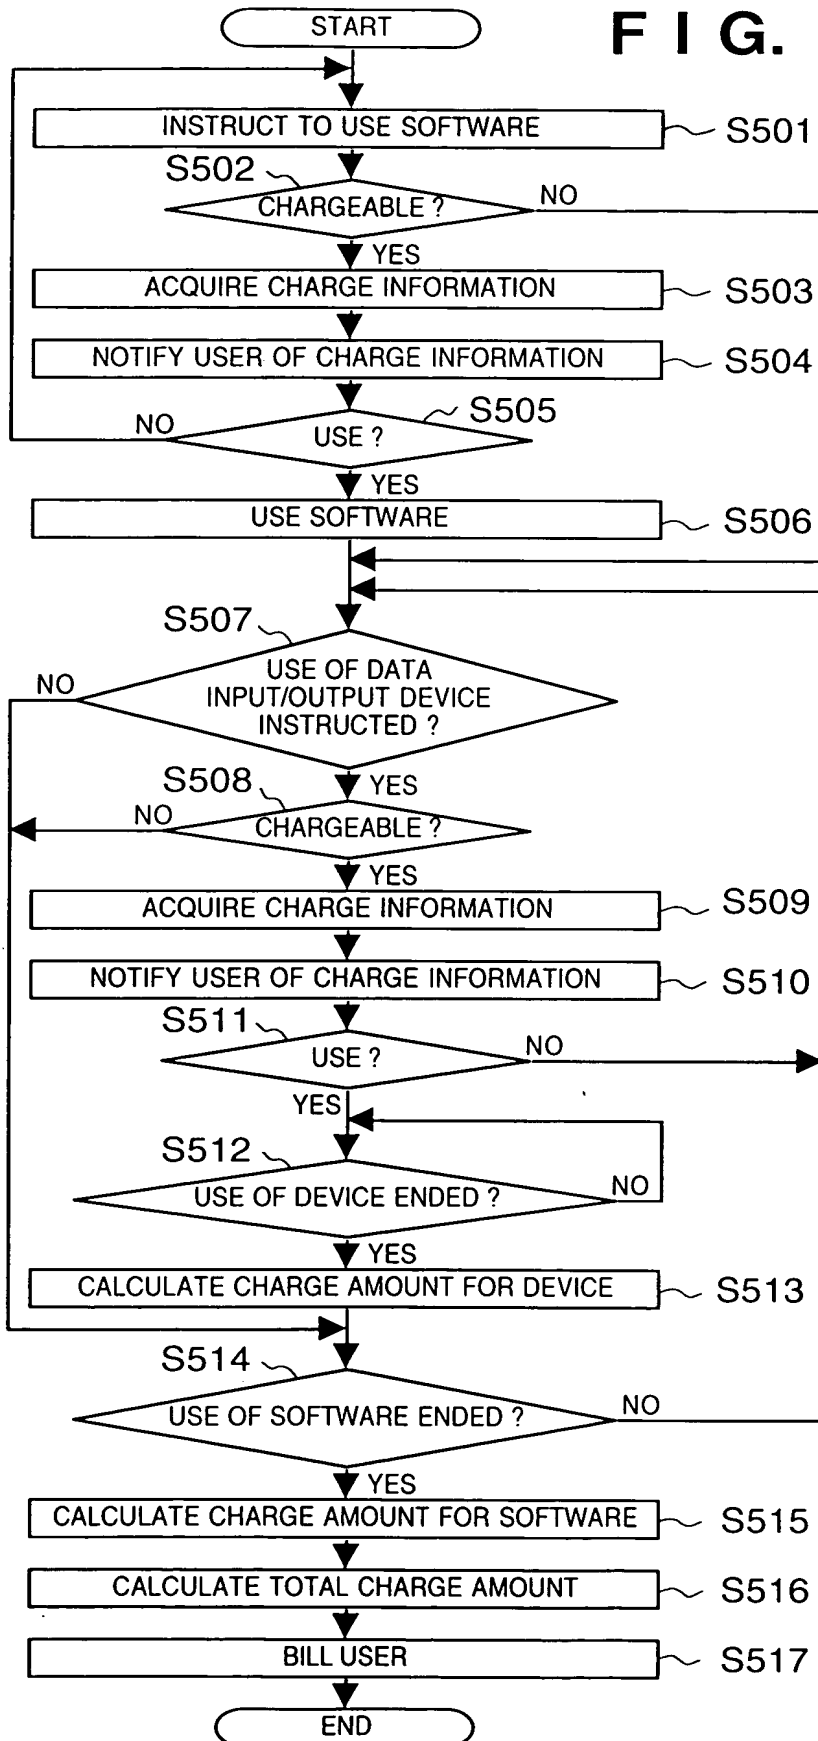 START
F I G.
INSTRUCT TO USE SOFTWARE
S501
S502
CHARGEABLE ?
NO
YES
ACQUIRE CHARGE INFORMATION
S503
NOTIFY USER OF CHARGE INFORMATION
S504
S505
NO
USE ?
YES
USE SOFTWARE
S506
S507
NO
USE OF DATA
INPUT/OUTPUT DEVICE
INSTRUCTED ?
YES
S508
NO
CHARGEABLE ?
YES
ACQUIRE CHARGE INFORMATION
S509
NOTIFY USER OF CHARGE INFORMATION
S510
S511
USE ?
NO
YES
S512
USE OF DEVICE ENDED ?
NO
YES
CALCULATE CHARGE AMOUNT FOR DEVICE
S513
S514
USE OF SOFTWARE ENDED ?
NO
YES
CALCULATE CHARGE AMOUNT FOR SOFTWARE
S515
CALCULATE TOTAL CHARGE AMOUNT
S516
BILL USER
S517
END